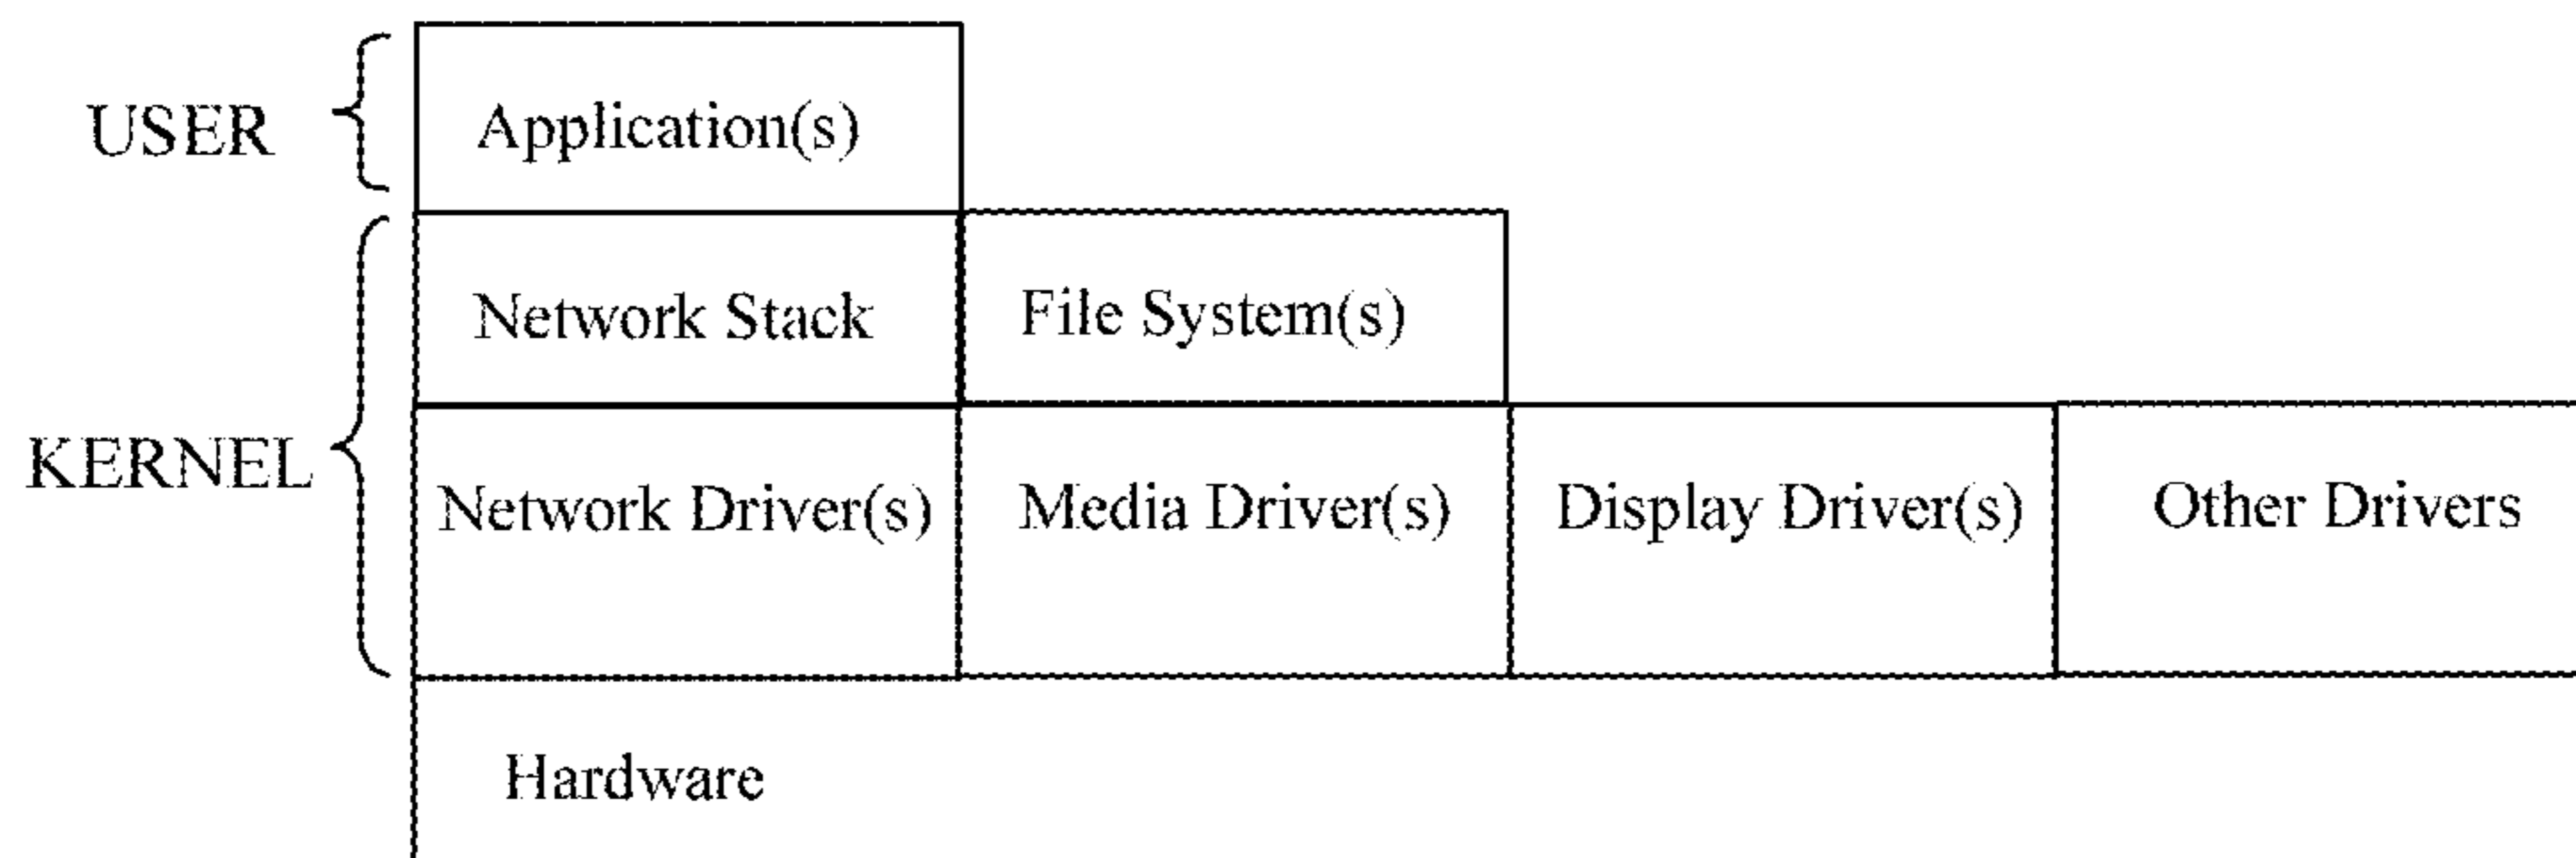 USER
Application(s)
Network Stack
File System(s)
KERNEL
Network Driver(s)
Media Driver(s)
Display Driver(s)
Other Drivers
Hardware